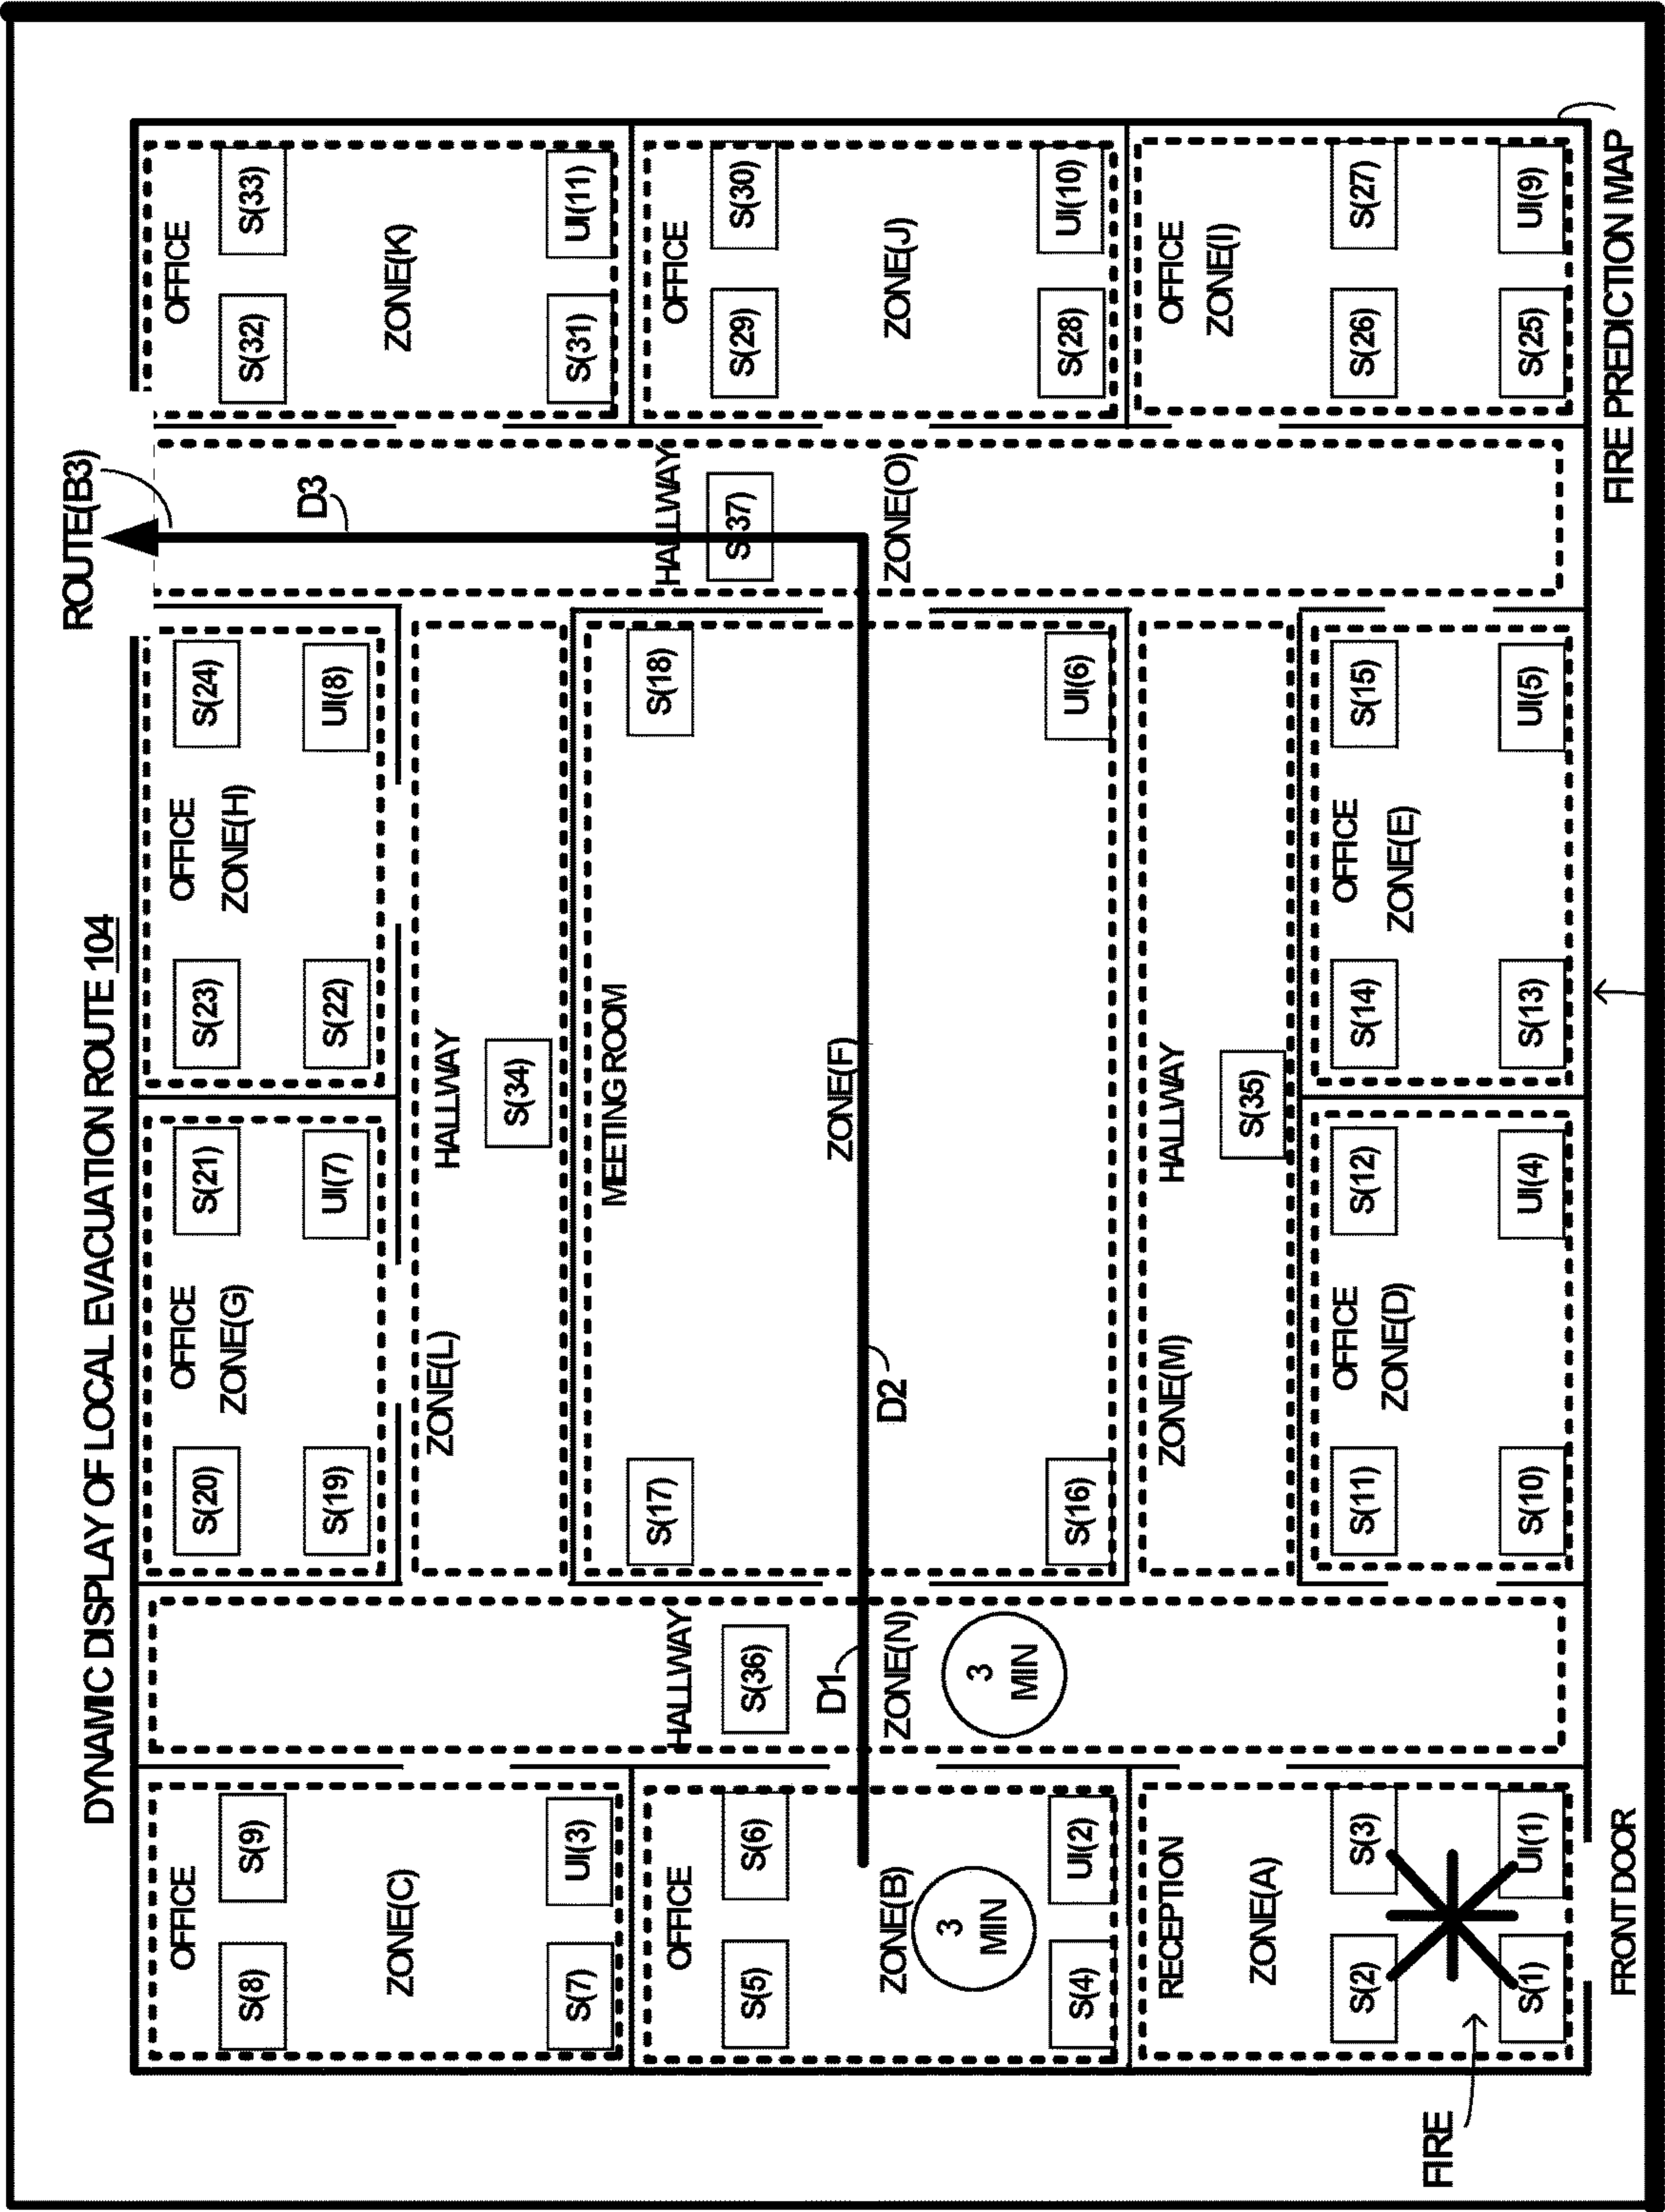 DYNAMIC DISPLAY OF LOCAL EVACUATION ROUTE 104
ROUTE(B3)
OFFICE
S(8)
S(9)
ZONE(C)
S(7)
UI(3)
OFFICE
ZONE(G)
S(20)
S(21)
S(19)
UI(7)
OFFICE
ZONE(H)
S(23)
S(24)
S(22)
UI(8)
OFFICE
S(32)
S(33)
ZONE(K)
S(31)
UI(11)
D3
ZONE(L)
HALLWAY
S(34)
OFFICE
S(5)
S(6)
ZONE(B)
3
MIN
S(4)
UI(2)
HALLWAY
S(36)
D1
ZONE(N)
3
MIN
MEETING ROOM
S(17)
S(18)
ZONE(F)
D2
S(16)
UI(6)
HALLWAY
S(37)
ZONE(O)
OFFICE
S(29)
S(30)
ZONE(J)
S(28)
UI(10)
ZONE(M)
HALLWAY
S(35)
RECEPTION
ZONE(A)
S(2)
S(3)
S(1)
UI(1)
FIRE
OFFICE
ZONE(D)
S(11)
S(12)
S(10)
UI(4)
OFFICE
ZONE(E)
S(14)
S(15)
S(13)
UI(5)
OFFICE
ZONE(I)
S(26)
S(27)
S(25)
UI(9)
FRONT DOOR
FIRE PREDICTION MAP